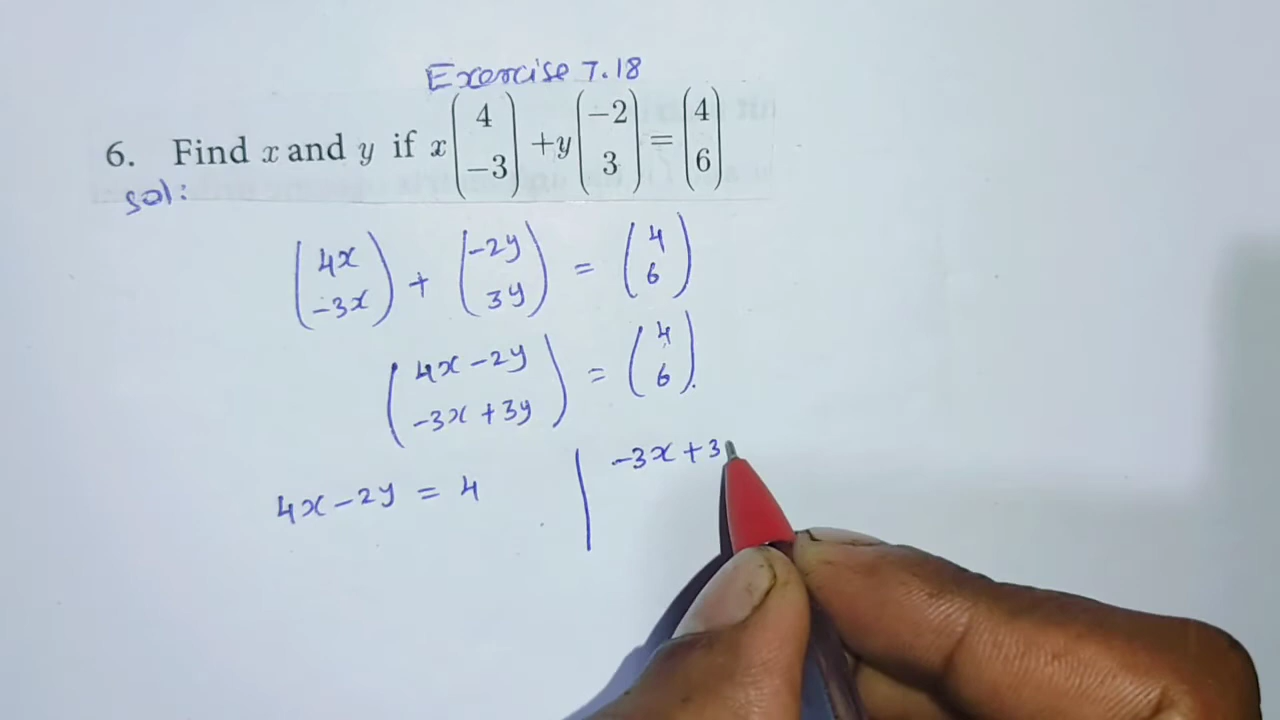 Exercise 7.18
6. Find x and y if x(4 -3) + y(-2 3) = (4 6)
Sol:
(4x -3x) + (-2y 3y) = (4 6)
(4x - 2y -3x + 3y) = (4 6).
4x - 2y = 4 | -3x + 3